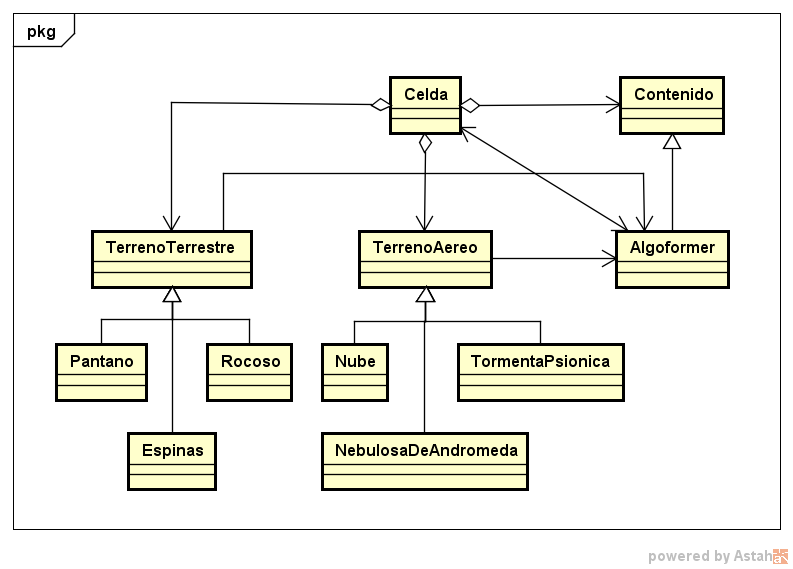 pkg
Celda
Contenido
TerrenoTerrestre
TerrenoAereo
Algoformer
Pantano
Rocoso
Nube
TormentaPsionica
Espinas
NebulosaDeAndromeda
powered by Astah